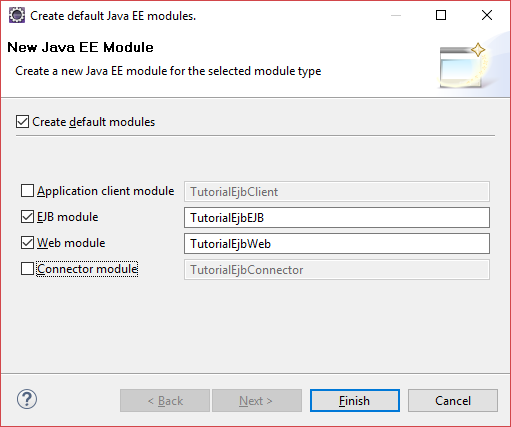 Create default Java EE modules.
New Java EE Module
Create a new Java EE module for the selected module type
Create default modules
Application client module TutorialEjbClient
EJB module TutorialEjbEJB
Web module TutorialEjbWeb
Connector module TutorialEjbConnector
? < Back Next > Finish Cancel